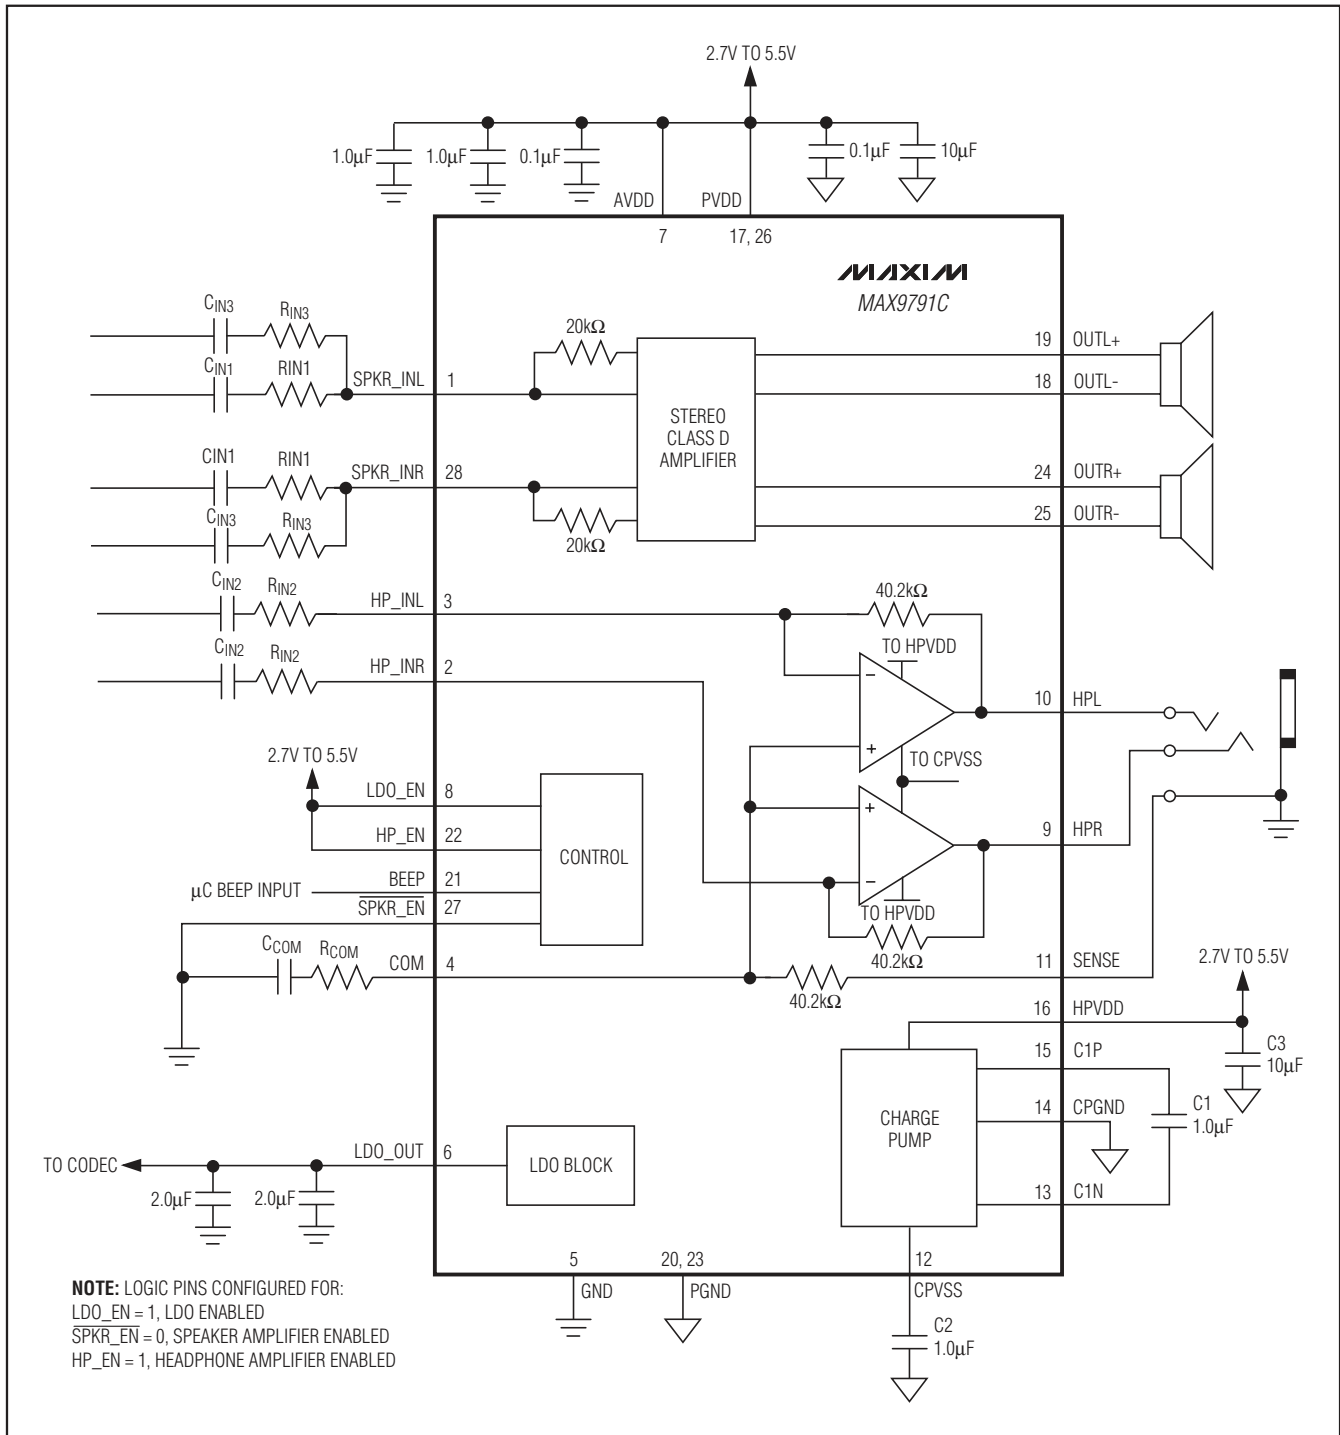 2.7V TO 5.5V
1.0µF
1.0µF
0.1µF
0.1µF
10µF
AVDD
PVDD
7
17, 26
MAXIM
MAX9791C
CIN3
RIN3
20kΩ
19
OUTL+
CIN1
RIN1
SPKR_INL
1
18
OUTL-
STEREO
CLASS D
AMPLIFIER
CIN1
RIN1
SPKR_INR
28
24
OUTR+
CIN3
RIN3
25
OUTR-
20kΩ
CIN2
RIN2
HP_INL
3
40.2kΩ
TO HPVDD
CIN2
RIN2
HP_INR
2
−
10
HPL
+
2.7V TO 5.5V
TO CPVSS
LDO_EN
8
+
HP_EN
22
9
HPR
CONTROL
µC BEEP INPUT
BEEP
21
−
SPKR_EN
27
TO HPVDD
CCOM
RCOM
COM
4
40.2kΩ
11
SENSE
2.7V TO 5.5V
40.2kΩ
16
HPVDD
15
C1P
C3
10µF
CHARGE
PUMP
14
CPGND
C1
1.0µF
TO CODEC
LDO_OUT
6
LDO BLOCK
13
C1N
2.0µF
2.0µF
5
20, 23
12
GND
PGND
CPVSS
NOTE: LOGIC PINS CONFIGURED FOR:
LDO_EN = 1, LDO ENABLED
SPKR_EN = 0, SPEAKER AMPLIFIER ENABLED
HP_EN = 1, HEADPHONE AMPLIFIER ENABLED
C2
1.0µF